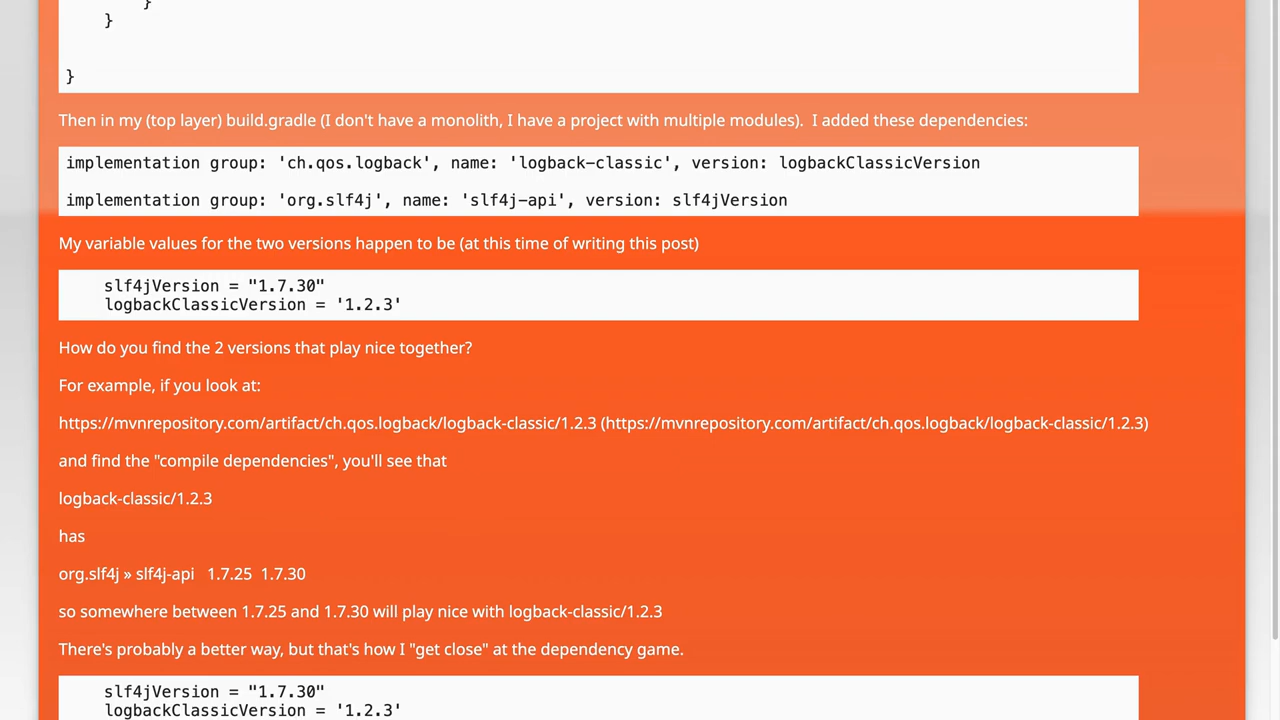 }
}
}
Then in my (top layer) build.gradle (I don't have a monolith, I have a project with multiple modules).  I added these dependencies:
implementation group: 'ch.qos.logback', name: 'logback-classic', version: logbackClassicVersion
implementation group: 'org.slf4j', name: 'slf4j-api', version: slf4jVersion
My variable values for the two versions happen to be (at this time of writing this post)
slf4jVersion = "1.7.30"
logbackClassicVersion = '1.2.3'
How do you find the 2 versions that play nice together?
For example, if you look at:
https://mvnrepository.com/artifact/ch.qos.logback/logback-classic/1.2.3 (https://mvnrepository.com/artifact/ch.qos.logback/logback-classic/1.2.3)
and find the "compile dependencies", you'll see that
logback-classic/1.2.3
has
org.slf4j » slf4j-api   1.7.25  1.7.30
so somewhere between 1.7.25 and 1.7.30 will play nice with logback-classic/1.2.3
There's probably a better way, but that's how I "get close" at the dependency game.
slf4jVersion = "1.7.30"
logbackClassicVersion = '1.2.3'